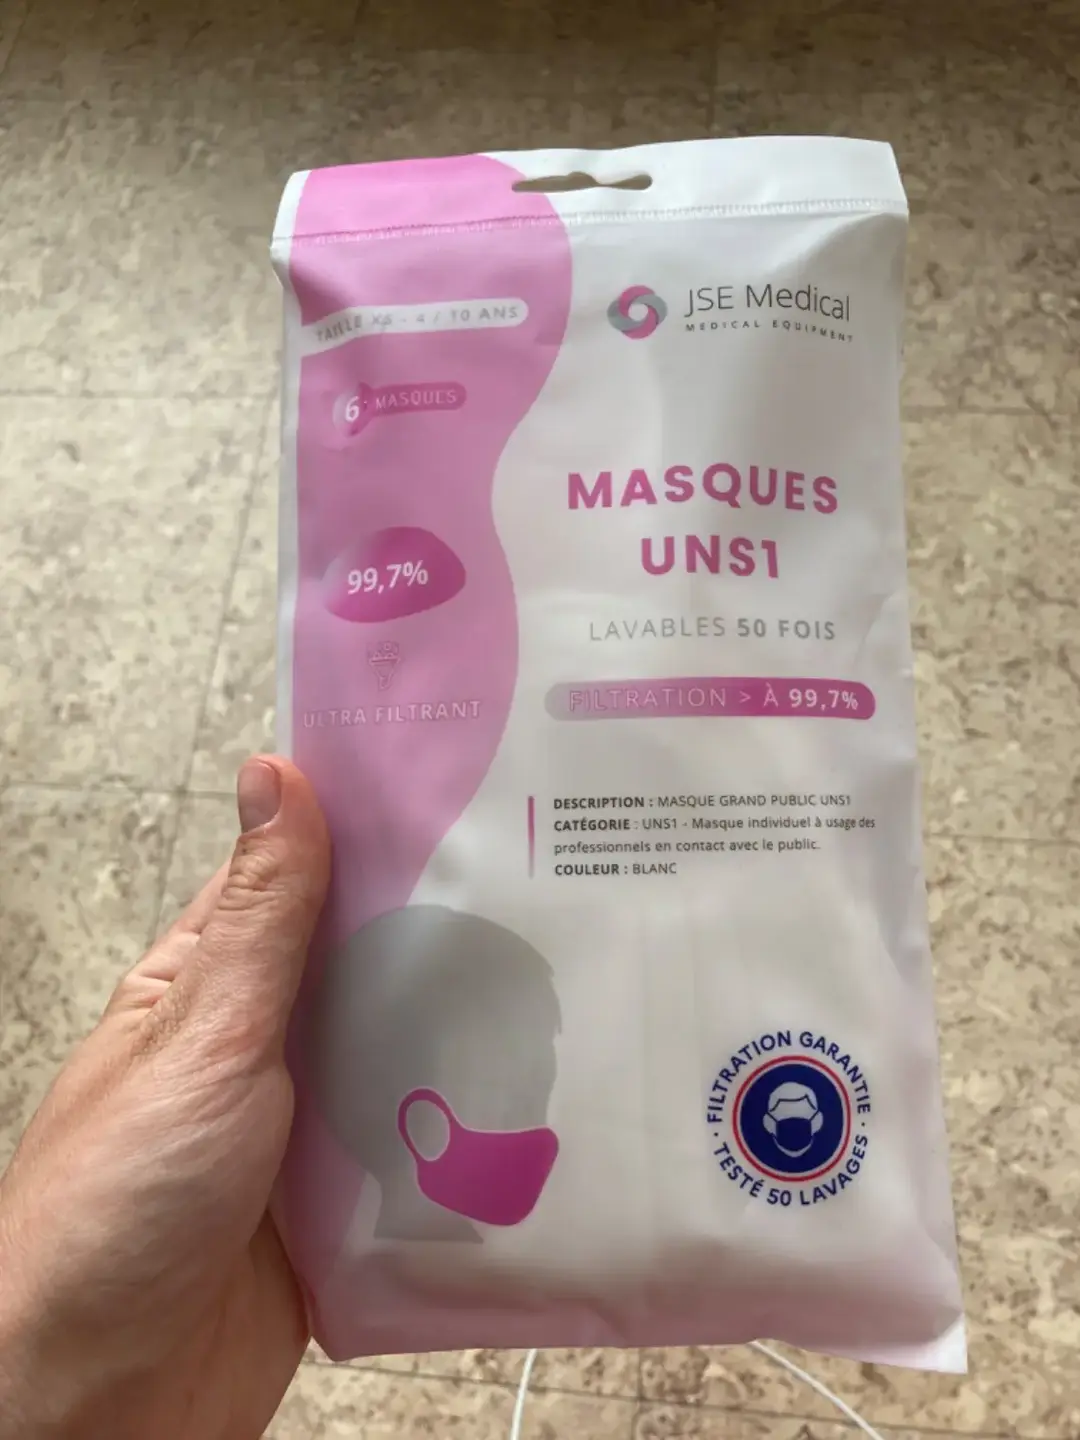 TAILLE XS - 4 / 10 ANS
6 MASQUES
99,7%
ULTRA FILTRANT
JSE Medical
MEDICAL EQUIPMENT
MASQUES
UNS1
LAVABLES 50 FOIS
FILTRATION > À 99,7%
DESCRIPTION : MASQUE GRAND PUBLIC UNS1
CATÉGORIE : UNS1 - Masque individuel à usage des
professionnels en contact avec le public.
COULEUR : BLANC
FILTRATION GARANTIE
TESTÉ 50 LAVAGES